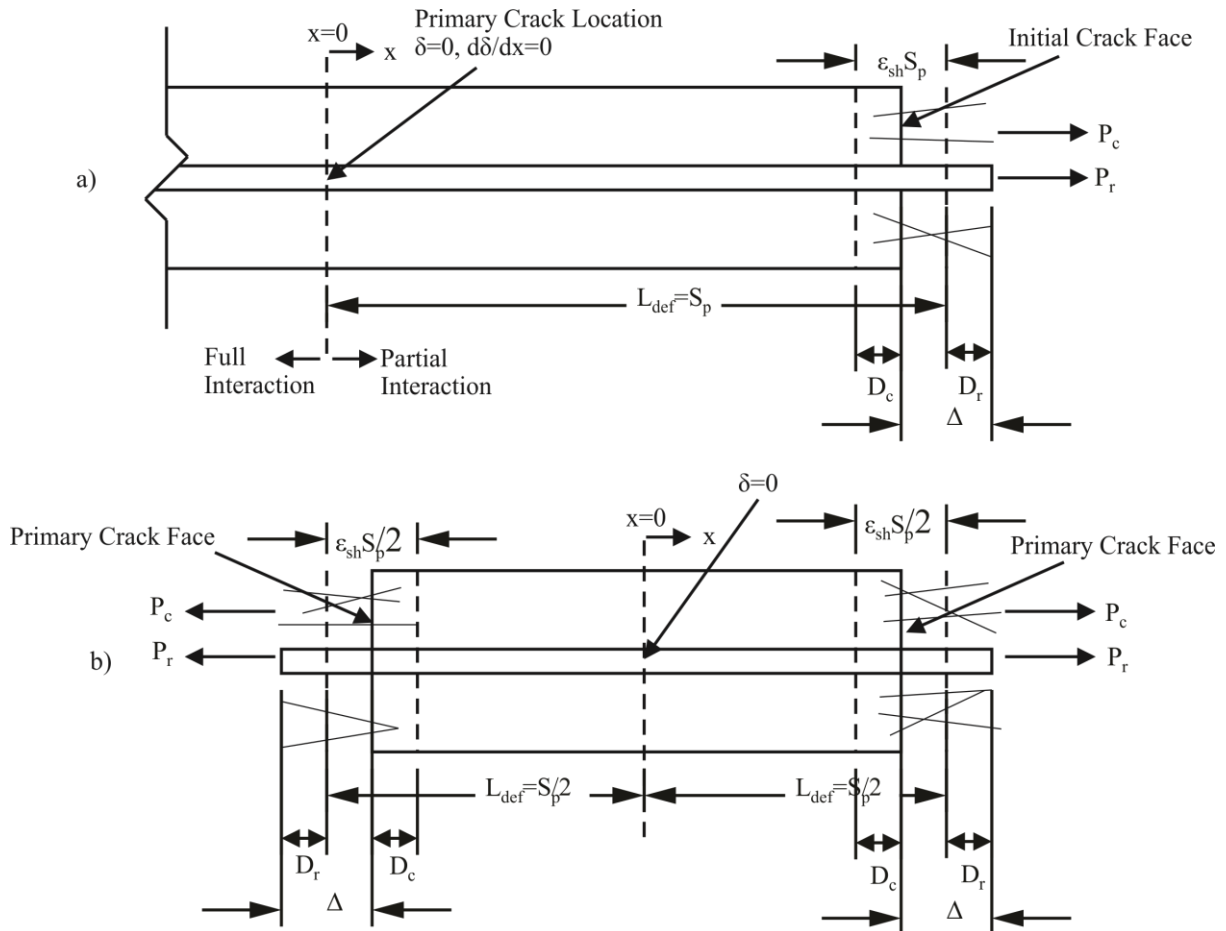 Primary Crack Location
x=0
x
δ=0, dδ/dx=0
Initial Crack Face
ε_sh S_p
P_c
P_r
a)
L_def=S_p
Full
Interaction
Partial
Interaction
D_c
D_r
Δ
δ=0
Primary Crack Face
ε_sh S_p/2
x=0
x
ε_sh S_p/2
Primary Crack Face
P_c
P_c
P_r
P_r
b)
L_def=S_p/2
L_def=S_p/2
D_r
D_c
D_c
D_r
Δ
Δ